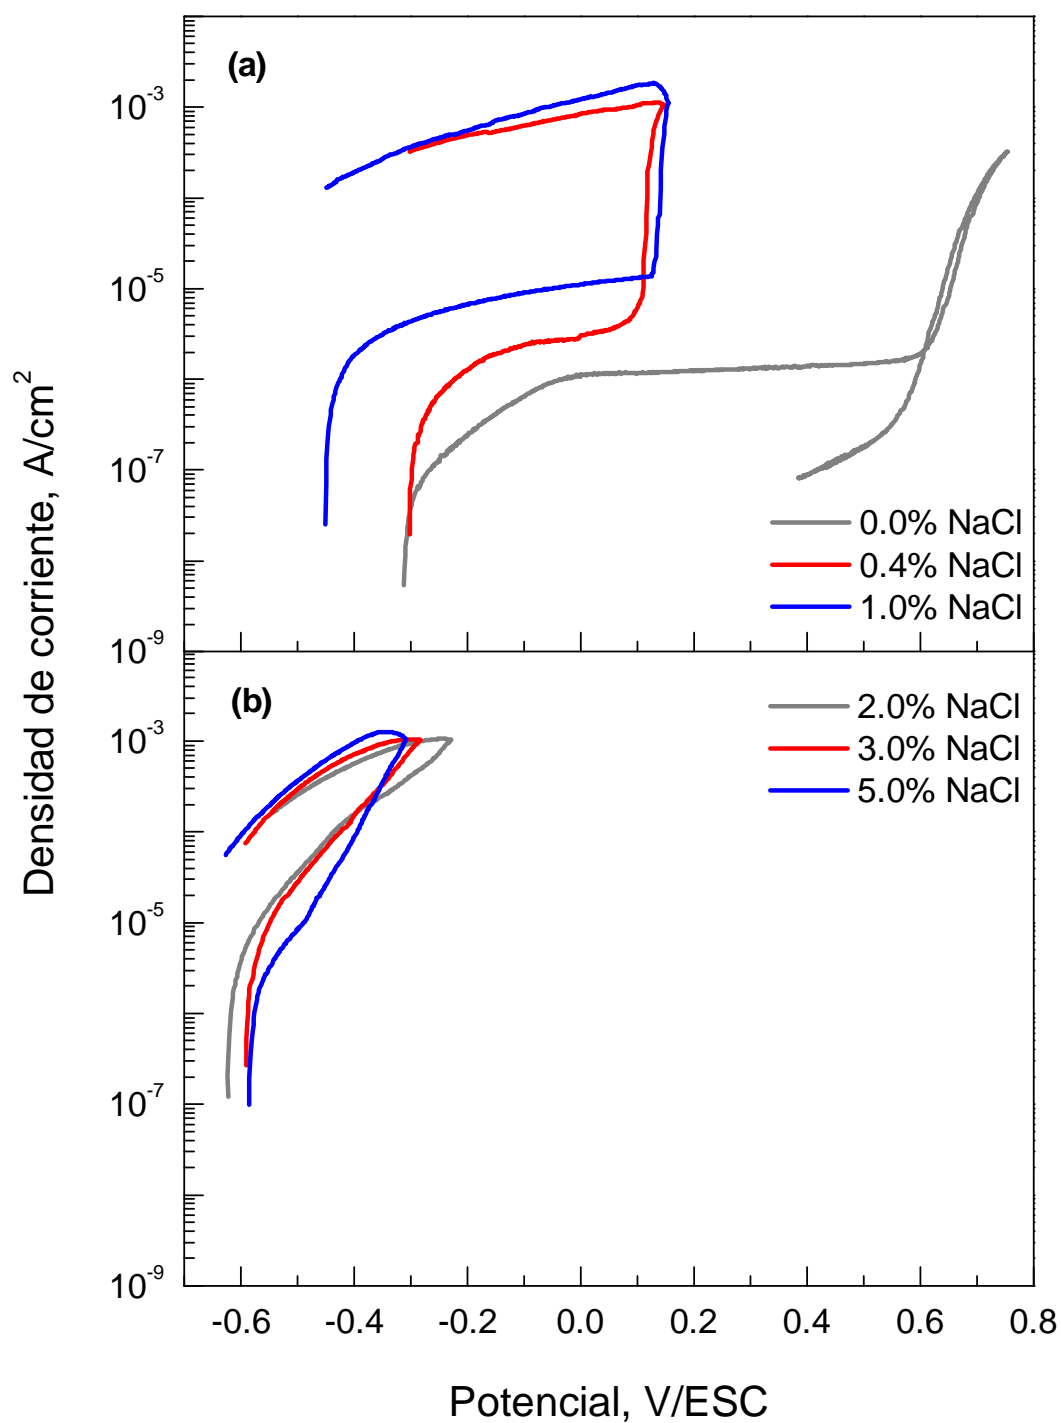 (a)
10^-3
10^-5
10^-7
10^-9
0.0% NaCl
0.4% NaCl
1.0% NaCl
Densidad de corriente, A/cm^2
(b)
10^-3
10^-5
10^-7
10^-9
2.0% NaCl
3.0% NaCl
5.0% NaCl
-0.6 -0.4 -0.2 0.0 0.2 0.4 0.6 0.8
Potencial, V/ESC